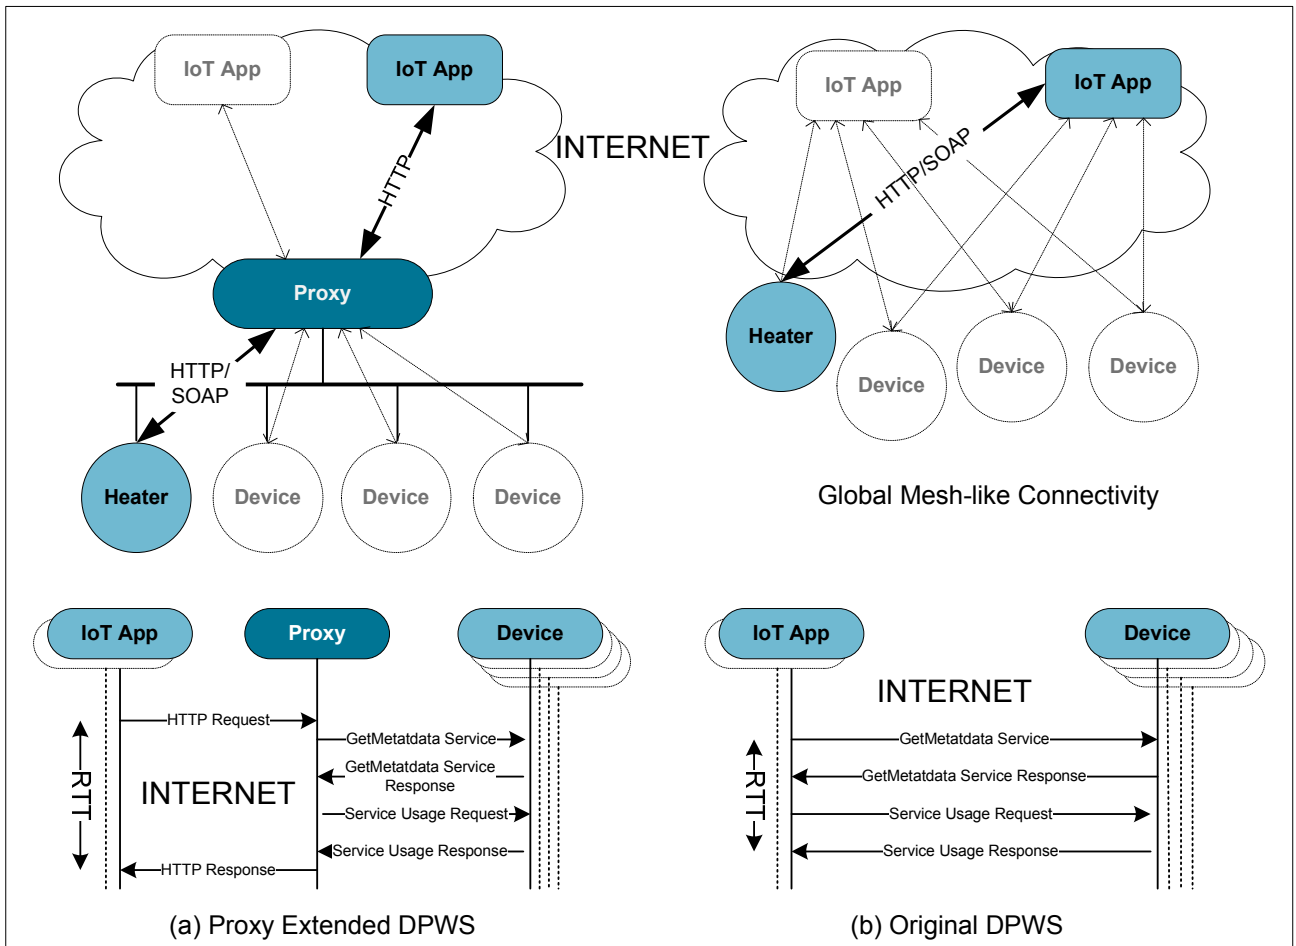 IoT App
IoT App
HTTP
INTERNET
Proxy
HTTP/
SOAP
Heater
Device
Device
Device
IoT App
IoT App
HTTP/SOAP
Heater
Device
Device
Device
Global Mesh-like Connectivity
IoT App
Proxy
Device
HTTP Request
GetMetatdata Service
GetMetatdata Service
Response
Service Usage Request
Service Usage Response
HTTP Response
RTT
INTERNET
(a) Proxy Extended DPWS
IoT App
Device
INTERNET
GetMetatdata Service
GetMetatdata Service Response
Service Usage Request
Service Usage Response
RTT
(b) Original DPWS